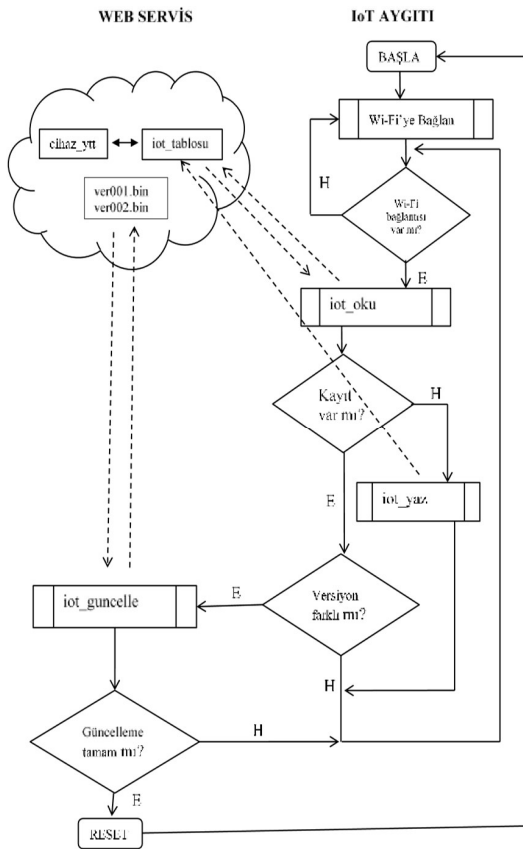 WEB SERVİS
IoT AYGITI
BAŞLA
Wi-Fi'ye Bağlan
cihaz_ytt
iot_tablosu
ver001.bin
ver002.bin
H
Wi-Fi
bağlantısı
var mı?
E
iot_oku
Kayıt
var mı?
H
E
iot_yaz
iot_guncelle
E
Versiyon
farklı mı?
H
Güncelleme
tamam mı?
H
E
RESET